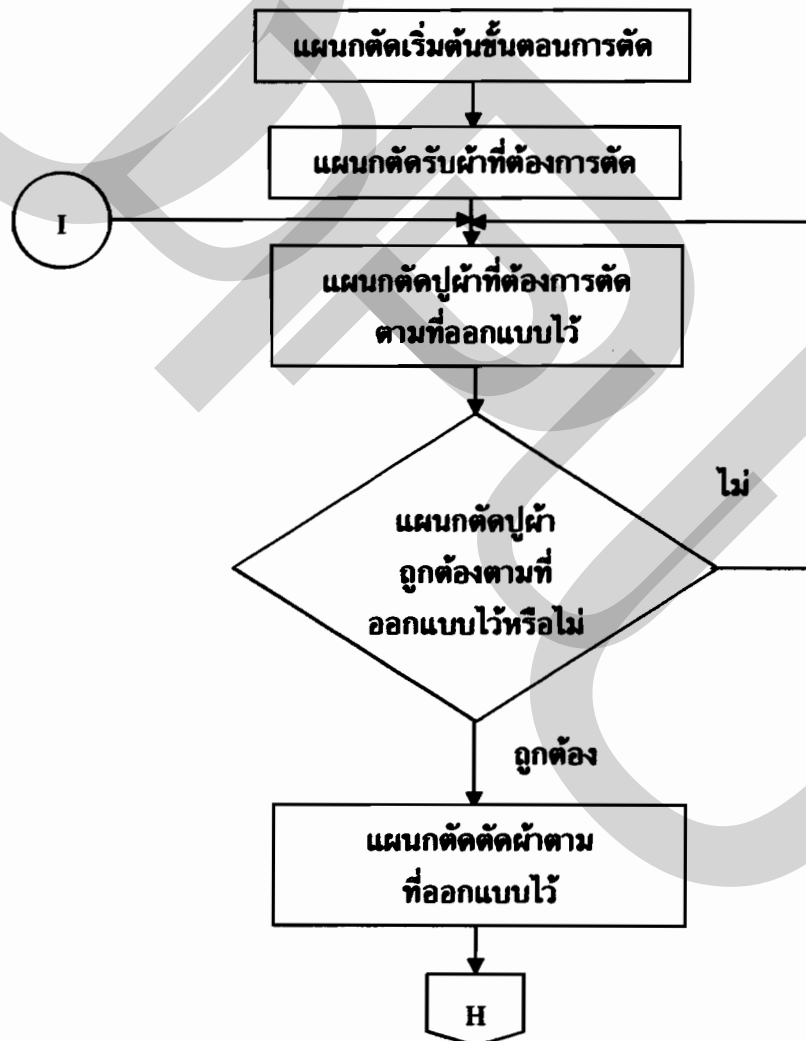 แผนกตัดเริ่มต้นขั้นตอนการตัด
แผนกตัดรับผ้าที่ต้องการตัด
I
แผนกตัดปูผ้าที่ต้องการตัด
ตามที่ออกแบบไว้
ไม่
แผนกตัดปูผ้า
ถูกต้องตามที่
ออกแบบไว้หรือไม่
ถูกต้อง
แผนกตัดตัดผ้าตาม
ที่ออกแบบไว้
H